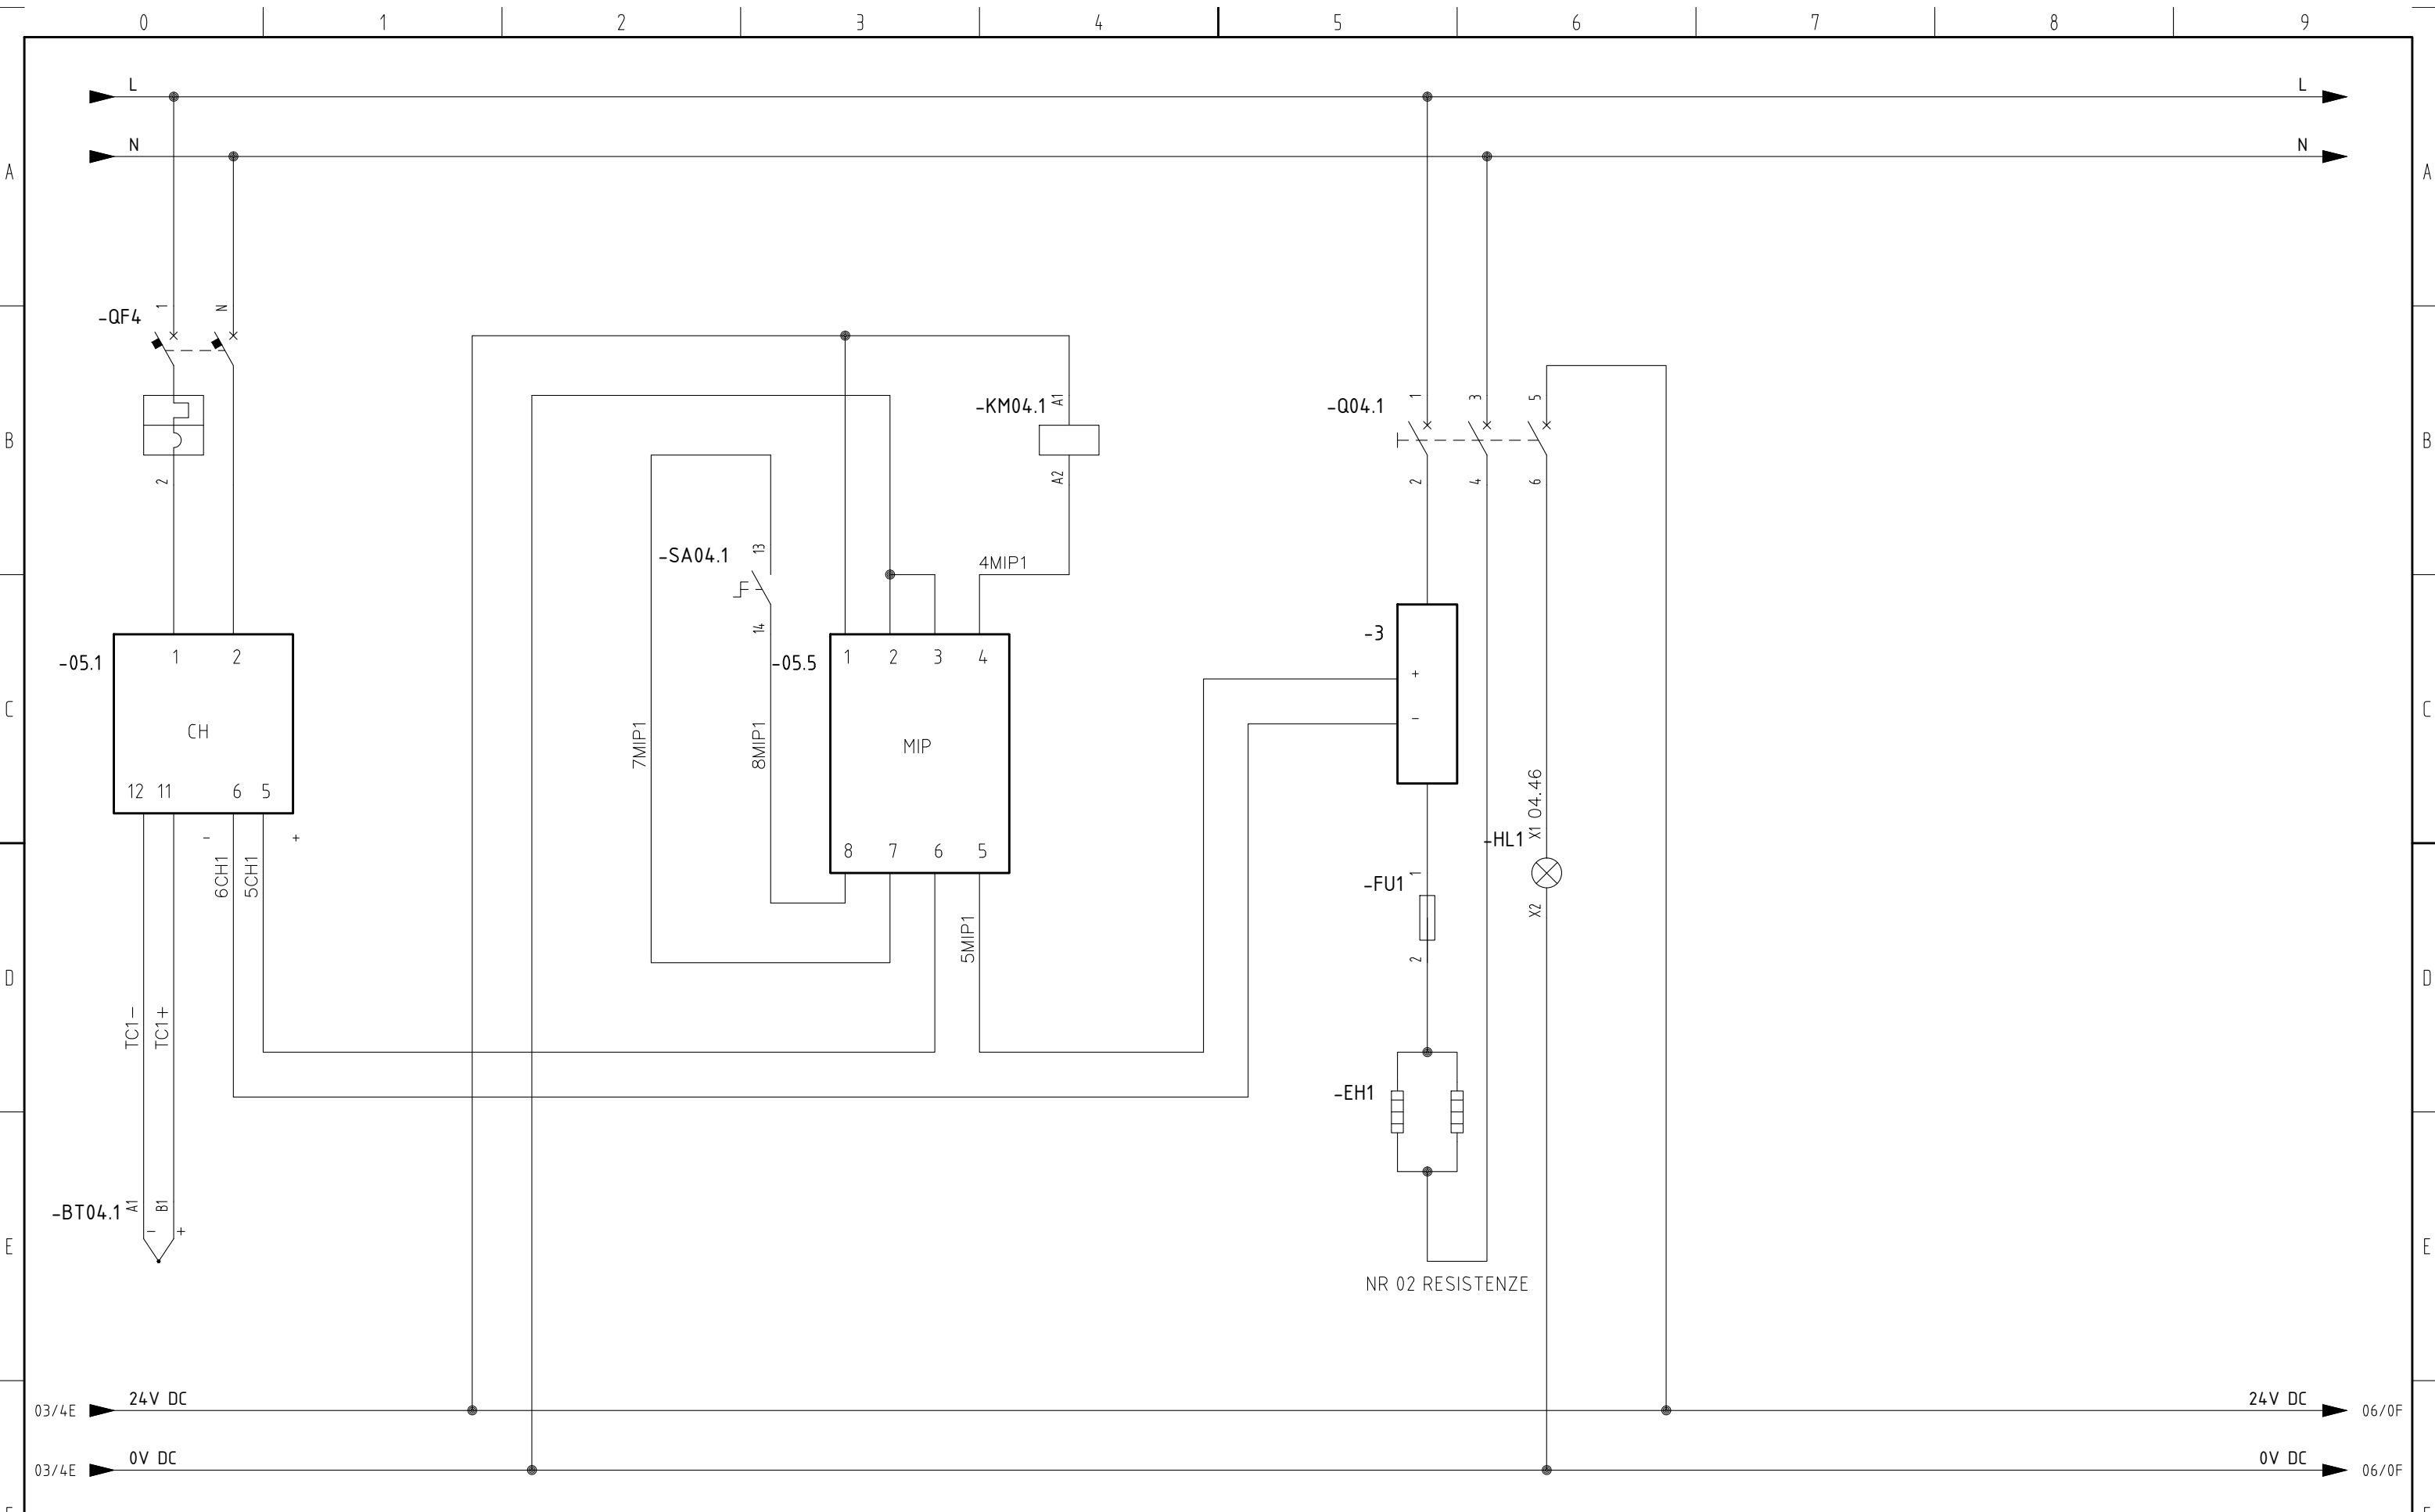 0 1 2 3 4 5 6 7 8 9
L L
N N
A A
1 N
-QF4
-KM04.1 A1
-Q04.1 1 3 5
B B
2
A2
2 4 6
-SA04.1 13
4MIP1
14
-3
-05.1 1 2
-05.5 1 2 3 4
+
C C
-
CH
MIP
7MIP1
8MIP1
12 11 6 5
X1 04.46
- +
-HL1
8 7 6 5
6CH1
5CH1
-FU1 1
X2
5MIP1
2
D D
TC1-
TC1+
-EH1
-BT04.1 A1 B1
- +
E E
NR 02 RESISTENZE
24V DC 24V DC
03/4E 06/0F
0V DC 0V DC
03/4E 06/0F